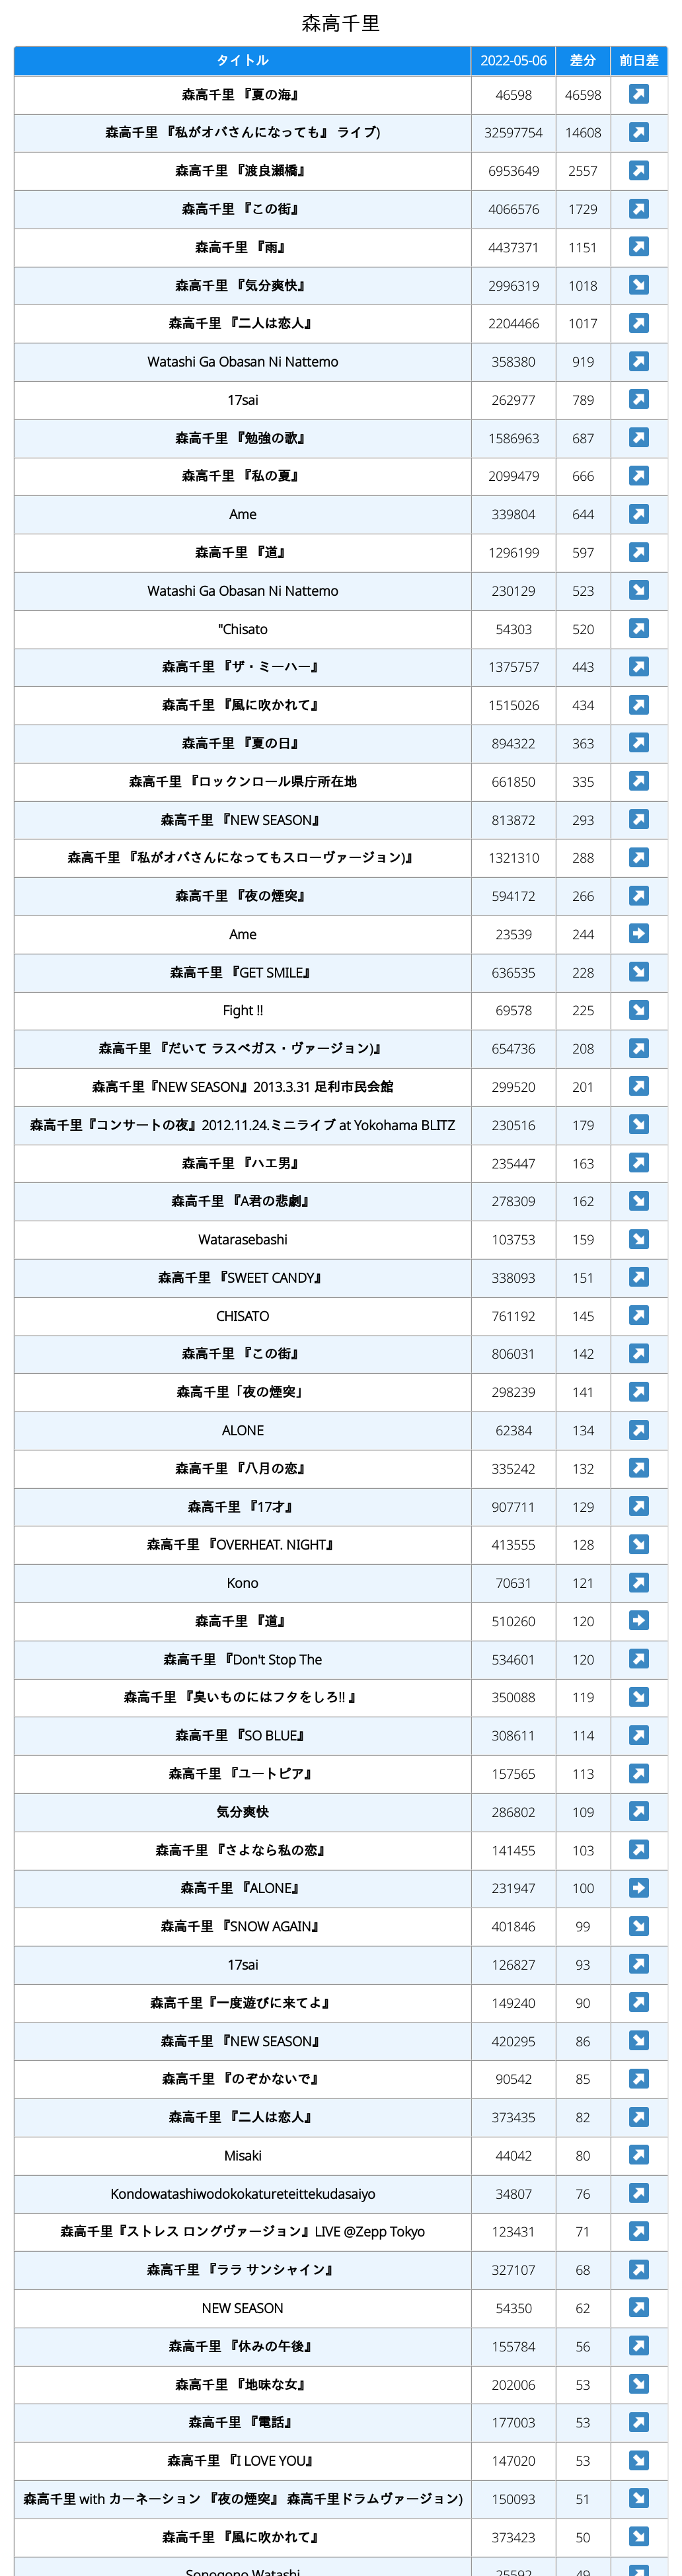 森高千里
タイトル 2022-05-06 差分 前日差
森高千里 『夏の海』 46598 46598
森高千里 『私がオバさんになっても』 ライブ) 32597754 14608
森高千里 『渡良瀬橋』 6953649 2557
森高千里 『この街』 4066576 1729
森高千里 『雨』 4437371 1151
森高千里 『気分爽快』 2996319 1018
森高千里 『二人は恋人』 2204466 1017
Watashi Ga Obasan Ni Nattemo 358380 919
17sai 262977 789
森高千里 『勉強の歌』 1586963 687
森高千里 『私の夏』 2099479 666
Ame 339804 644
森高千里 『道』 1296199 597
Watashi Ga Obasan Ni Nattemo 230129 523
"Chisato 54303 520
森高千里 『ザ・ミーハー』 1375757 443
森高千里 『風に吹かれて』 1515026 434
森高千里 『夏の日』 894322 363
森高千里 『ロックンロール県庁所在地 661850 335
森高千里 『NEW SEASON』 813872 293
森高千里 『私がオバさんになってもスローヴァージョン)』 1321310 288
森高千里 『夜の煙突』 594172 266
Ame 23539 244
森高千里 『GET SMILE』 636535 228
Fight !! 69578 225
森高千里 『だいて ラスベガス・ヴァージョン)』 654736 208
森高千里『NEW SEASON』2013.3.31 足利市民会館 299520 201
森高千里『コンサートの夜』2012.11.24.ミニライブ at Yokohama BLITZ 230516 179
森高千里 『ハエ男』 235447 163
森高千里 『A君の悲劇』 278309 162
Watarasebashi 103753 159
森高千里 『SWEET CANDY』 338093 151
CHISATO 761192 145
森高千里 『この街』 806031 142
森高千里「夜の煙突」 298239 141
ALONE 62384 134
森高千里 『八月の恋』 335242 132
森高千里 『17才』 907711 129
森高千里 『OVERHEAT. NIGHT』 413555 128
Kono 70631 121
森高千里 『道』 510260 120
森高千里 『Don't Stop The 534601 120
森高千里 『臭いものにはフタをしろ!! 』 350088 119
森高千里 『SO BLUE』 308611 114
森高千里 『ユートピア』 157565 113
気分爽快 286802 109
森高千里 『さよなら私の恋』 141455 103
森高千里 『ALONE』 231947 100
森高千里 『SNOW AGAIN』 401846 99
17sai 126827 93
森高千里『一度遊びに来てよ』 149240 90
森高千里 『NEW SEASON』 420295 86
森高千里 『のぞかないで』 90542 85
森高千里 『二人は恋人』 373435 82
Misaki 44042 80
Kondowatashiwodokokatureteittekudasaiyo 34807 76
森高千里『ストレス ロングヴァージョン』LIVE @Zepp Tokyo 123431 71
森高千里 『ララ サンシャイン』 327107 68
NEW SEASON 54350 62
森高千里 『休みの午後』 155784 56
森高千里 『地味な女』 202006 53
森高千里 『電話』 177003 53
森高千里 『I LOVE YOU』 147020 53
森高千里 with カーネーション 『夜の煙突』 森高千里ドラムヴァージョン) 150093 51
森高千里 『風に吹かれて』 373423 50
Sonogono Watashi 25592 49